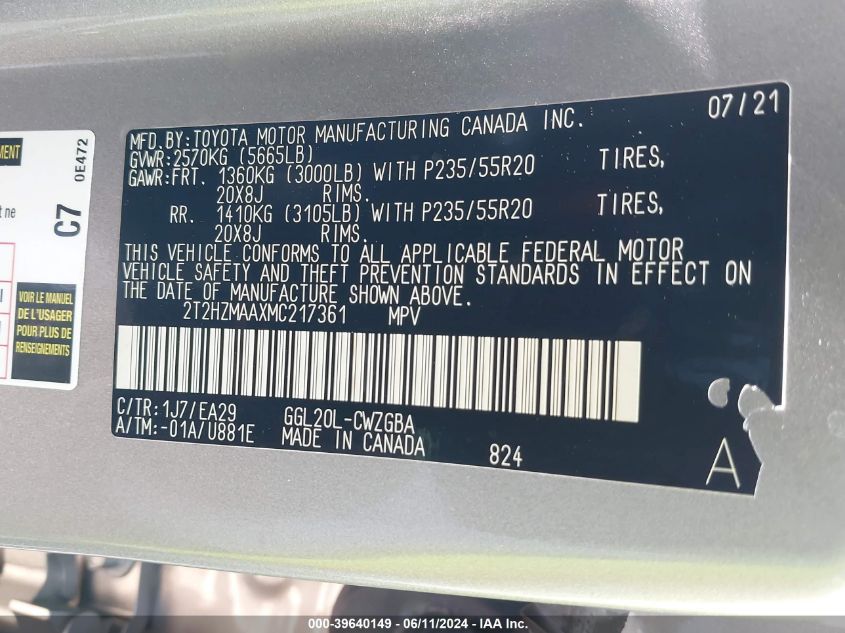 07/21
MFD.BY:TOYOTA MOTOR MANUFACTURING CANADA INC.
GVWR:2570KG (5665LB)
GAWR:FRT. 1360KG (3000LB) WITH P235/55R20 TIRES,
20X8J RIMS.
RR. 1410KG (3105LB) WITH P235/55R20 TIRES,
20X8J RIMS.
THIS VEHICLE CONFORMS TO ALL APPLICABLE FEDERAL MOTOR
VEHICLE SAFETY AND THEFT PREVENTION STANDARDS IN EFFECT ON
THE DATE OF MANUFACTURE SHOWN ABOVE.
2T2HZMAAXMC217361 MPV
C/TR:1J7/EA29 GGL20L-CWZGBA
A/TM:-01A/U881E MADE IN CANADA
824
A
0E472
C7
t ne
VOIR LE MANUEL
DE L'USAGER
POUR PLUS DE
RENSEIGNEMENTS
000-39640149 - 06/11/2024 - IAA Inc.